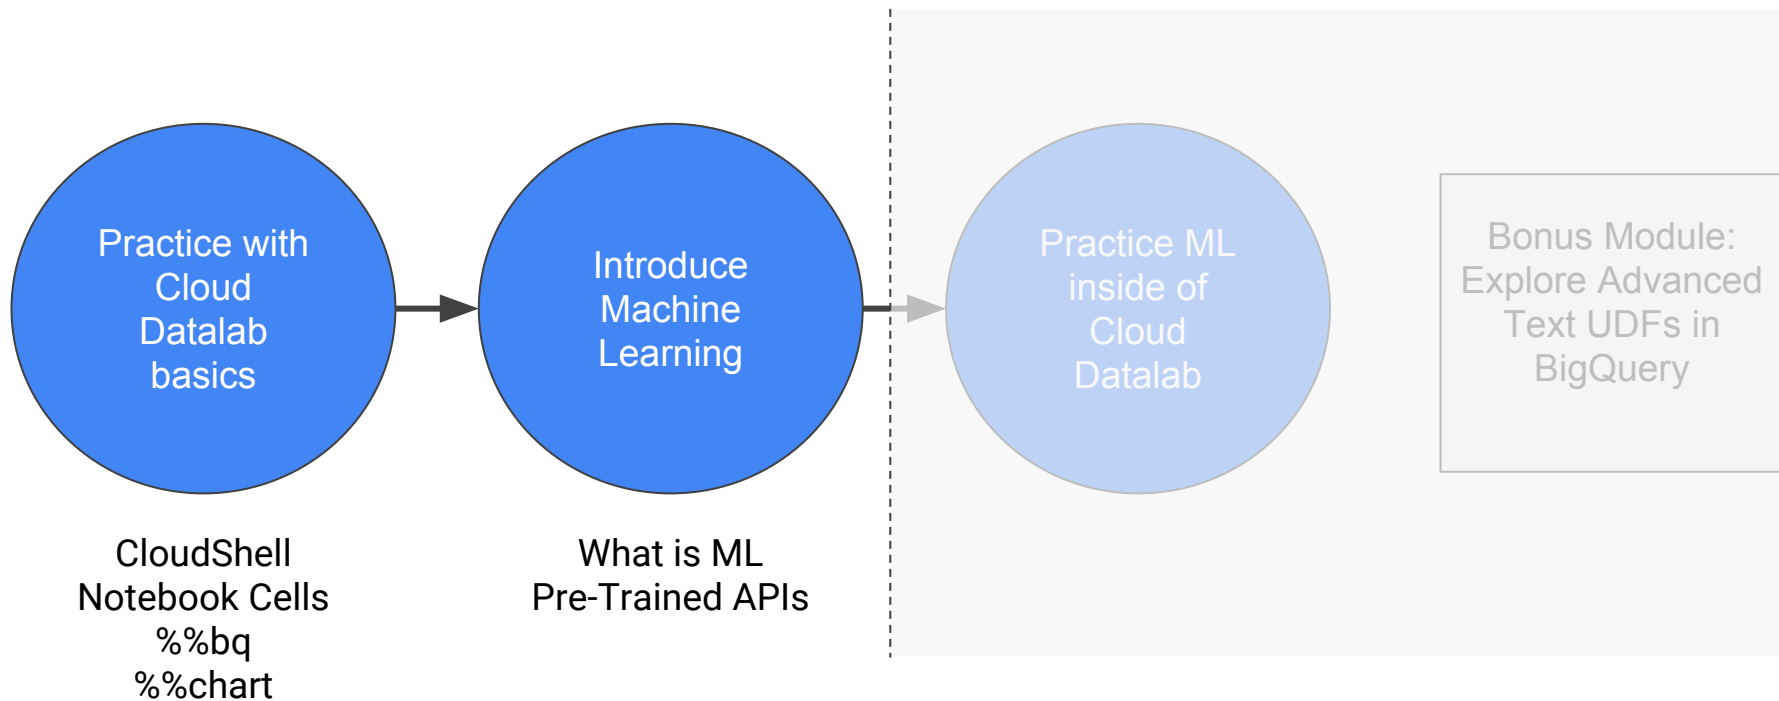 Practice with
Cloud
Datalab
basics
Introduce
Machine
Learning
Practice ML
inside of
Cloud
Datalab
Bonus Module:
Explore Advanced
Text UDFs in
BigQuery
CloudShell
Notebook Cells
%%bq
%%chart
What is ML
Pre-Trained APIs